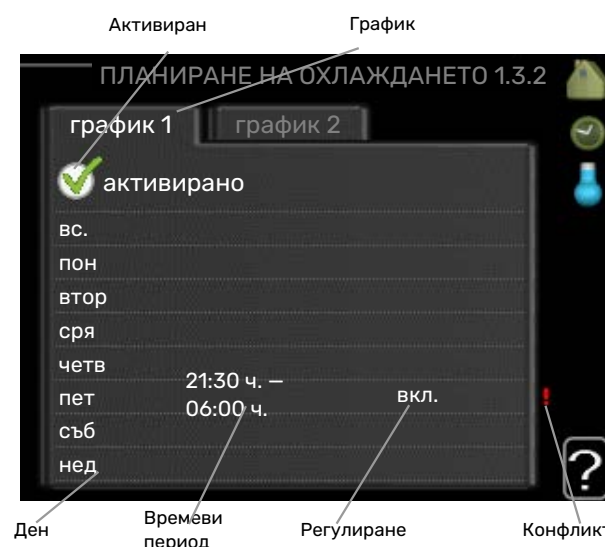 Активиран
График
ПЛАНИРАНЕ НА ОХЛАЖДАНЕТО 1.3.2
график 1
график 2
активирано
вс.
пон
втор
сря
четв
пет
21:30 ч. –
06:00 ч.
вкл.
съб
нед
?
Ден
Времеви
период
Регулиране
Конфликт